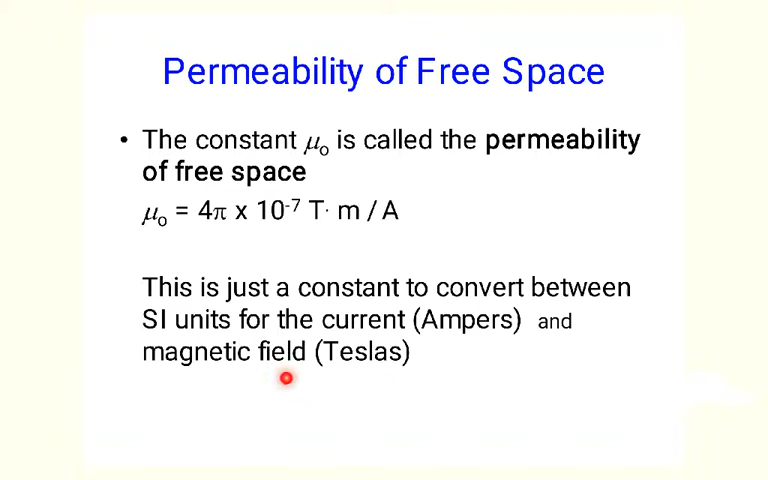 Permeability of Free Space
• The constant μₒ is called the permeability
of free space
μₒ = 4π x 10⁻⁷ T· m / A
This is just a constant to convert between
SI units for the current (Ampers) and
magnetic field (Teslas)